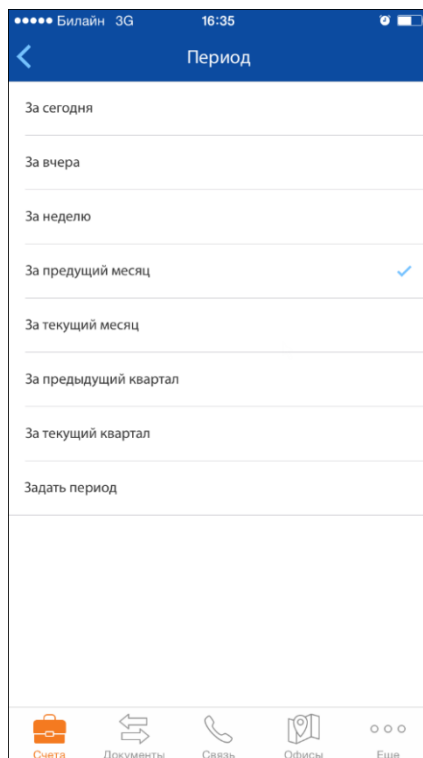 Билайн 3G 16:35
Период
За сегодня
За вчера
За неделю
За предущий месяц
За текущий месяц
За предыдущий квартал
За текущий квартал
Задать период
Счета Документы Связь Офисы Еще